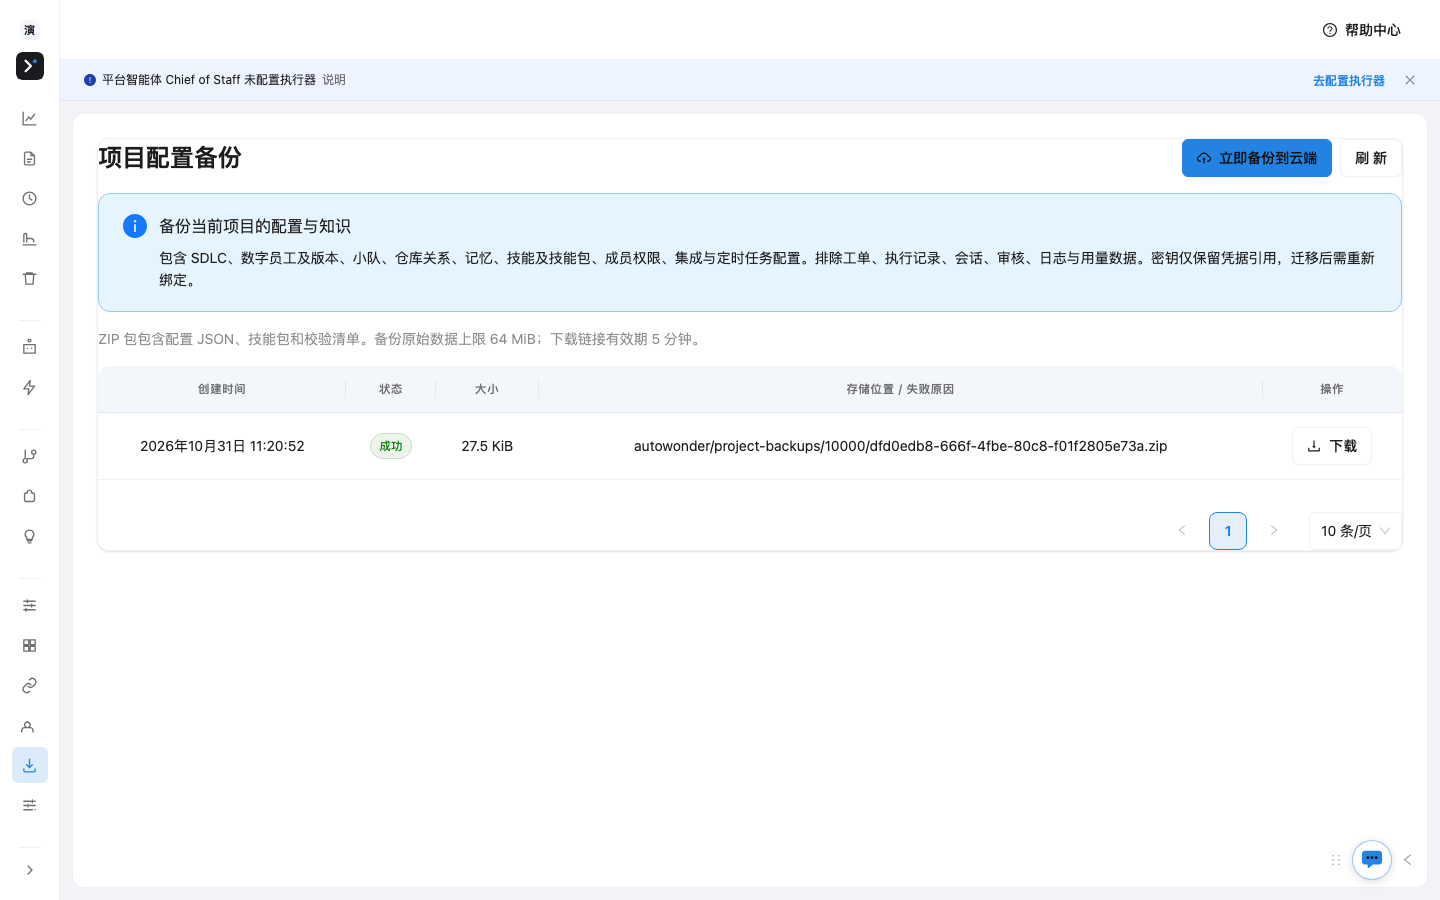 演
帮助中心
平台智能体 Chief of Staff 未配置执行器 说明
去配置执行器
项目配置备份
立即备份到云端
刷 新
备份当前项目的配置与知识
包含 SDLC、数字员工及版本、小队、仓库关系、记忆、技能及技能包、成员权限、集成与定时任务配置。排除工单、执行记录、会话、审核、日志与用量数据。密钥仅保留凭据引用，迁移后需重新
绑定。
ZIP 包包含配置 JSON、技能包和校验清单。备份原始数据上限 64 MiB；下载链接有效期 5 分钟。
创建时间 状态 大小 存储位置 / 失败原因 操作
2026年10月31日 11:20:52 成功 27.5 KiB autowonder/project-backups/10000/dfd0edb8-666f-4fbe-80c8-f01f2805e73a.zip 下载
1
10 条/页